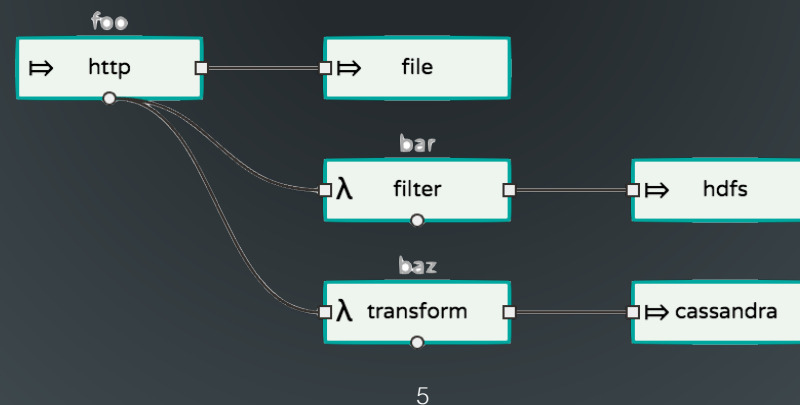 foo
http
file
bar
λ filter
hdfs
baz
λ transform
cassandra
5